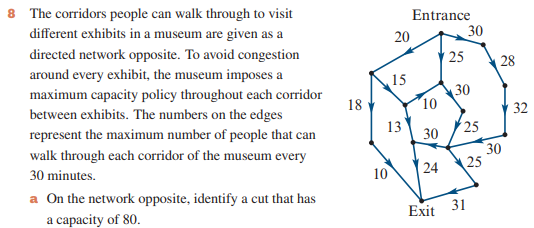 8 The corridors people can walk through to visit
different exhibits in a museum are given as a
directed network opposite. To avoid congestion
around every exhibit, the museum imposes a
maximum capacity policy throughout each corridor
between exhibits. The numbers on the edges
represent the maximum number of people that can
walk through each corridor of the museum every
30 minutes.
a On the network opposite, identify a cut that has
a capacity of 80.
Entrance
20
30
25
28
15
30
18
10
32
13
30
25
30
10
24
25
Exit
31